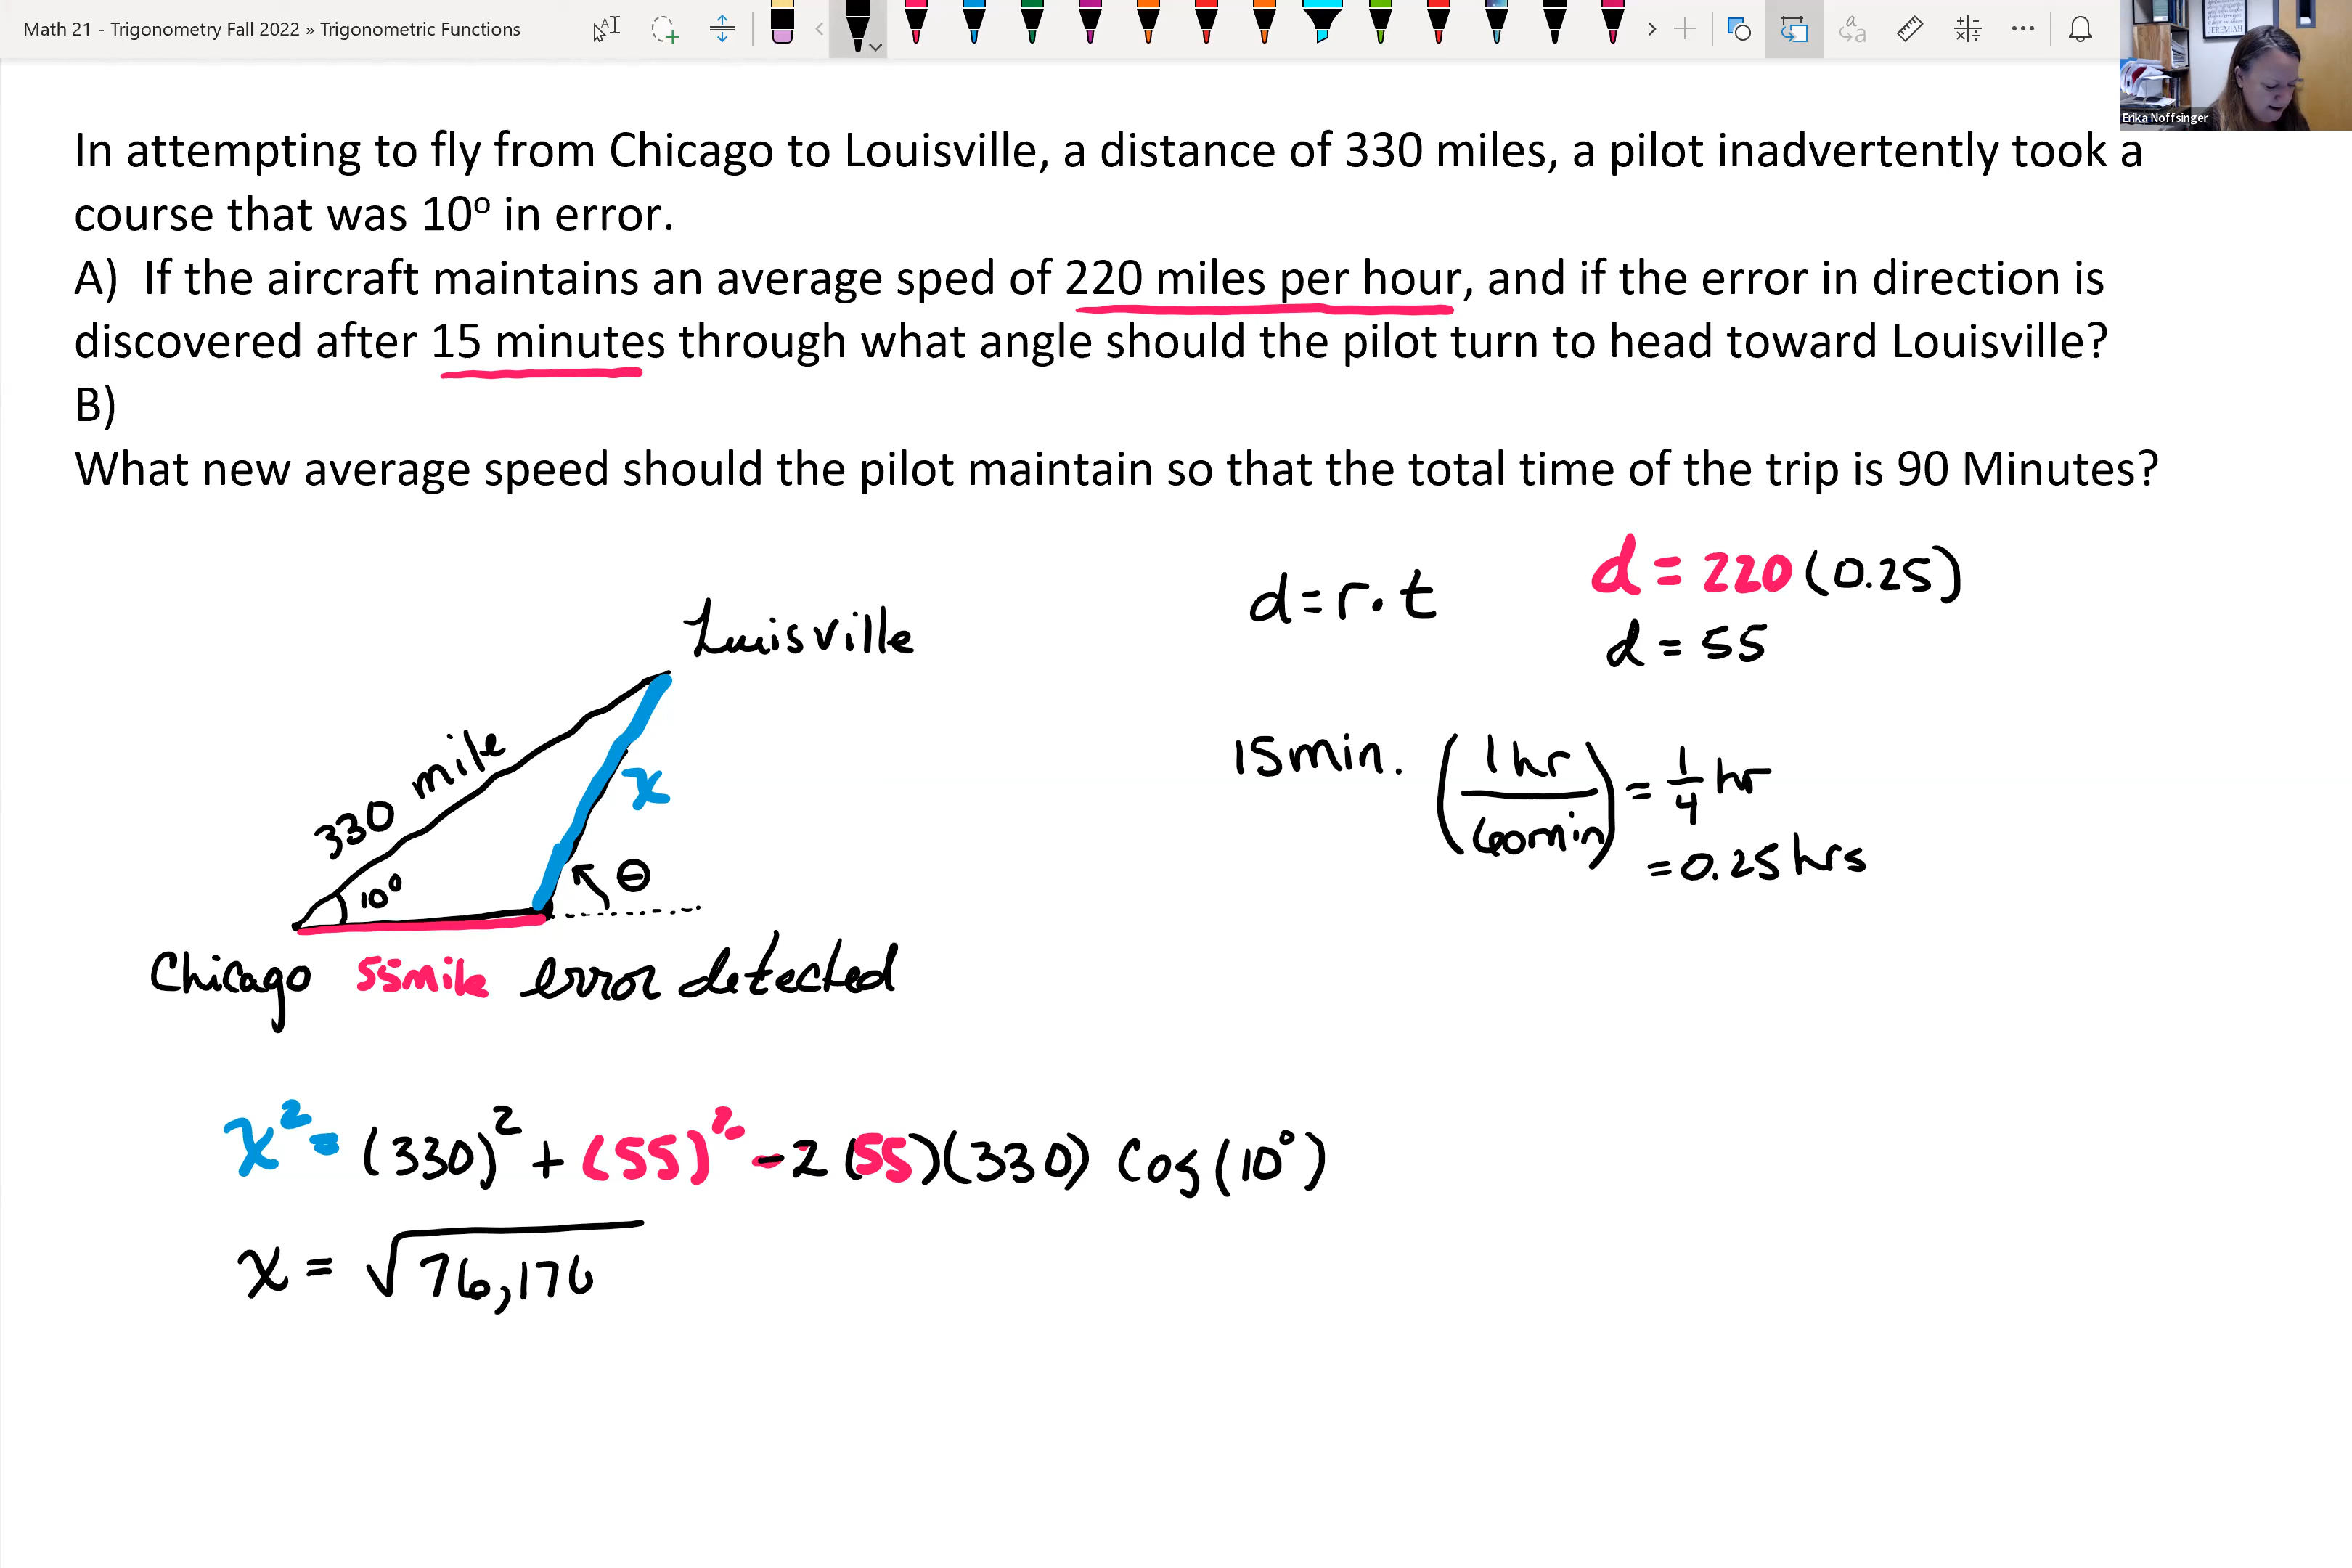 Math 21 - Trigonometry Fall 2022 » Trigonometric Functions
JEREMIAH
Erika Noffsinger
In attempting to fly from Chicago to Louisville, a distance of 330 miles, a pilot inadvertently took a
course that was 10° in error.
A) If the aircraft maintains an average sped of 220 miles per hour, and if the error in direction is
discovered after 15 minutes through what angle should the pilot turn to head toward Louisville?
B)
What new average speed should the pilot maintain so that the total time of the trip is 90 Minutes?
d=r·t
d = 220(0.25)
d = 55
Luisville
330 mile
x
10°
θ
Chicago 55mile error detected
15min. (1hr/60min) = 1/4 hr
= 0.25 hrs
x² = (330)² + (55)² - 2(55)(330) cos(10°)
x = √76,176